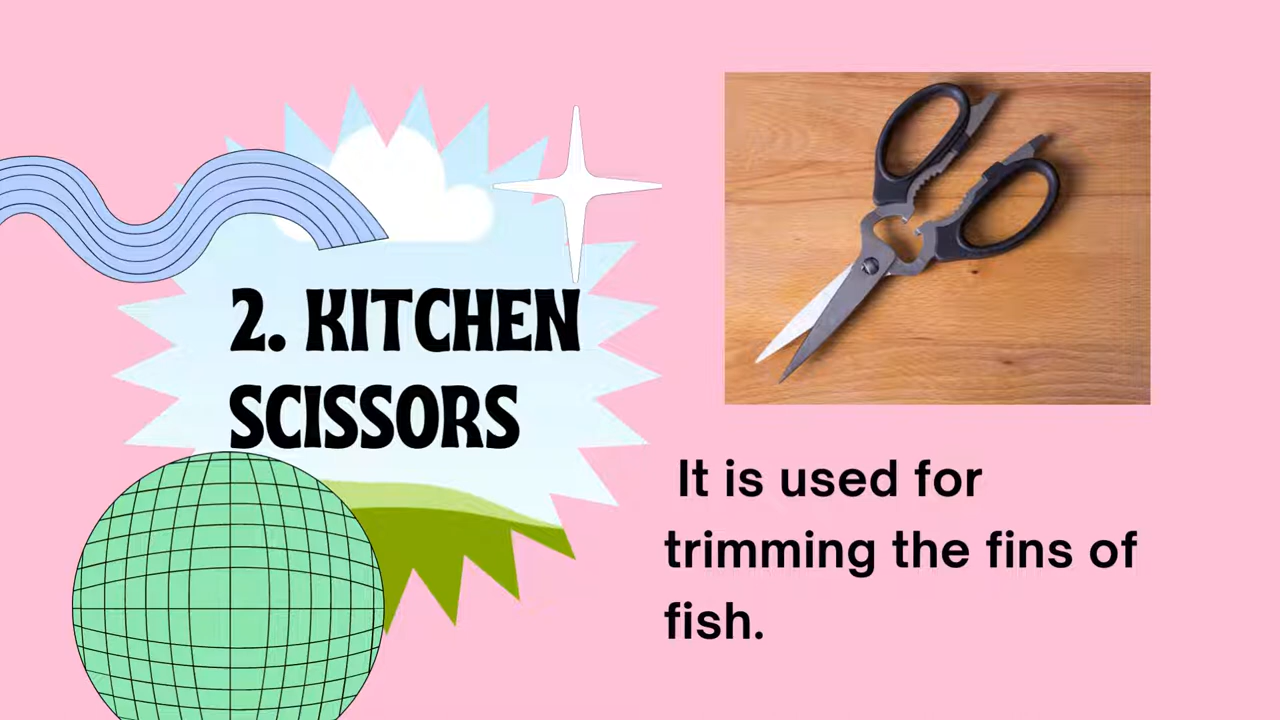 2. KITCHEN
SCISSORS
It is used for
trimming the fins of
fish.